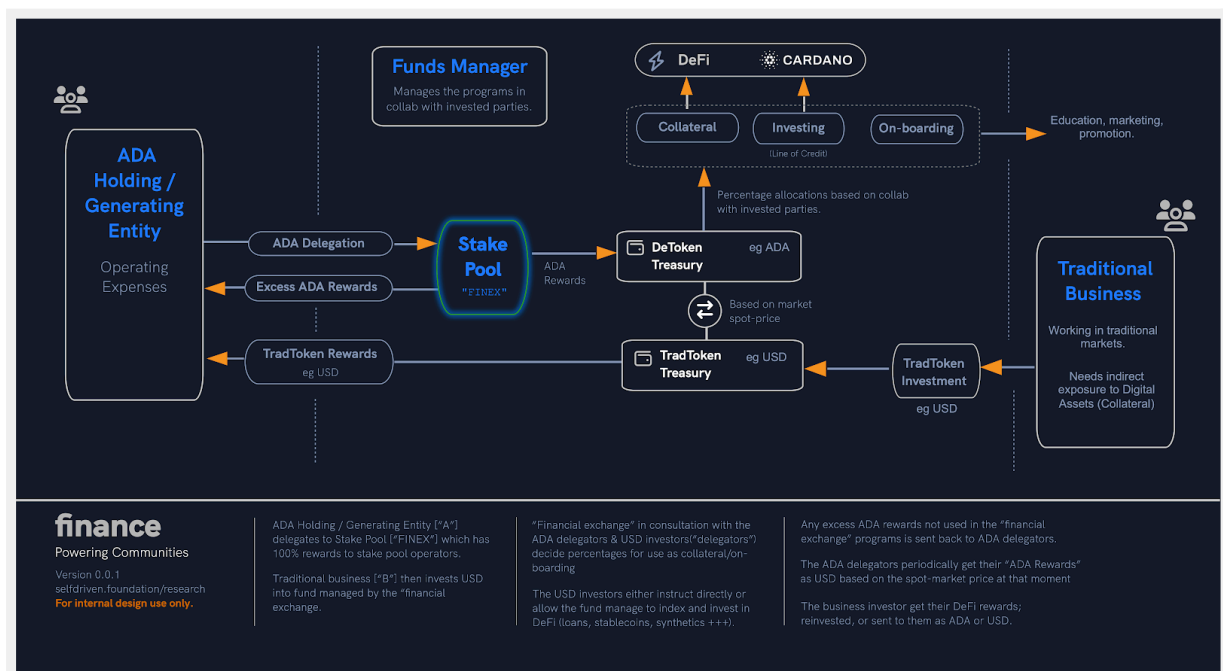 Funds Manager
Manages the programs in
collab with invested parties.
DeFi
CARDANO
Collateral
Investing
(Line of Credit)
On-boarding
Education, marketing,
promotion.
Percentage allocations based on collab
with invested parties.
ADA
Holding /
Generating
Entity
Operating
Expenses
ADA Delegation
Excess ADA Rewards
TradToken Rewards
eg USD
Stake
Pool
"FINEX"
ADA
Rewards
DeToken
Treasury
eg ADA
Based on market
spot-price
TradToken
Treasury
eg USD
TradToken
Investment
eg USD
Traditional
Business
Working in traditional
markets.
Needs indirect
exposure to Digital
Assets (Collateral)
finance
Powering Communities
Version 0.0.1
selfdriven.foundation/research
For internal design use only.
ADA Holding / Generating Entity ["A"]
delegates to Stake Pool ["FINEX"] which has
100% rewards to stake pool operators.
Traditional business ["B"] then invests USD
into fund managed by the "financial
exchange.
"Financial exchange" in consultation with the
ADA delegators & USD investors("delegators")
decide percentages for use as collateral/on-
boarding
The USD investors either instruct directly or
allow the fund manage to index and invest in
DeFi (loans, stablecoins, synthetics +++).
Any excess ADA rewards not used in the "financial
exchange" programs is sent back to ADA delegators.
The ADA delegators periodically get their "ADA Rewards"
as USD based on the spot-market price at that moment
The business investor get their DeFi rewards;
reinvested, or sent to them as ADA or USD.